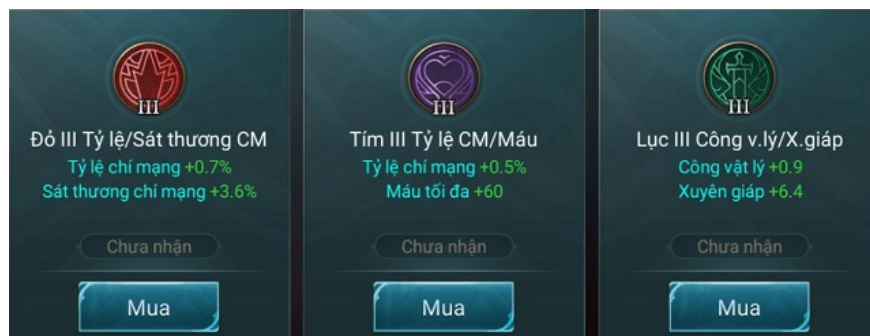 III
Đỏ III Tỷ lệ/Sát thương CM
Tỷ lệ chí mạng +0.7%
Sát thương chí mạng +3.6%
Chưa nhận
Mua
III
Tím III Tỷ lệ CM/Máu
Tỷ lệ chí mạng +0.5%
Máu tối đa +60
Chưa nhận
Mua
III
Lục III Công v.lý/X.giáp
Công vật lý +0.9
Xuyên giáp +6.4
Chưa nhận
Mua